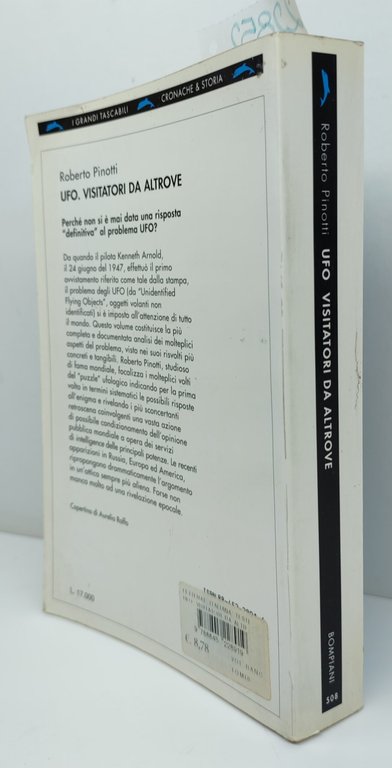 I GRANDI TASCABILI
CRONACHE & STORIA
Roberto Pinotti
UFO. VISITATORI DA ALTROVE
Perché non si è mai data una risposta
"definitiva" al problema UFO?
Da quando il pilota Kenneth Arnold,
il 24 giugno del 1947, effettuò il primo
avvistamento riferito come tale dalla stampa,
il problema degli UFO (da "Unidentified
Flying Objects", oggetti volanti non
identificati) si è imposto all'attenzione di tutto
il mondo. Questo volume costituisce la più
completa e documentata analisi dei molteplici
aspetti del problema, visto nei suoi risvolti più
concreti e tangibili. Roberto Pinotti, studioso
di fama mondiale, focalizza i molteplici volti
del "puzzle" ufologico indicando per la prima
volta in termini sistematici le possibili risposte
all'enigma e rivelando i più sconcertanti
retroscena coinvolgenti una vasta azione
di possibile condizionamento dell'opinione
pubblica mondiale a opera dei servizi
di intelligence delle principali potenze. Le recenti
apparizioni in Russia, Europa ed America,
ripropongono drammaticamente l'argomento
in un'ottica sempre più aliena. Forse non
manca molto ad una rivelazione epocale.
Copertina di Aurelia Raffo
L. 17.000
€ 8,78
Roberto Pinotti
UFO VISITATORI DA ALTROVE
BOMPIANI
508